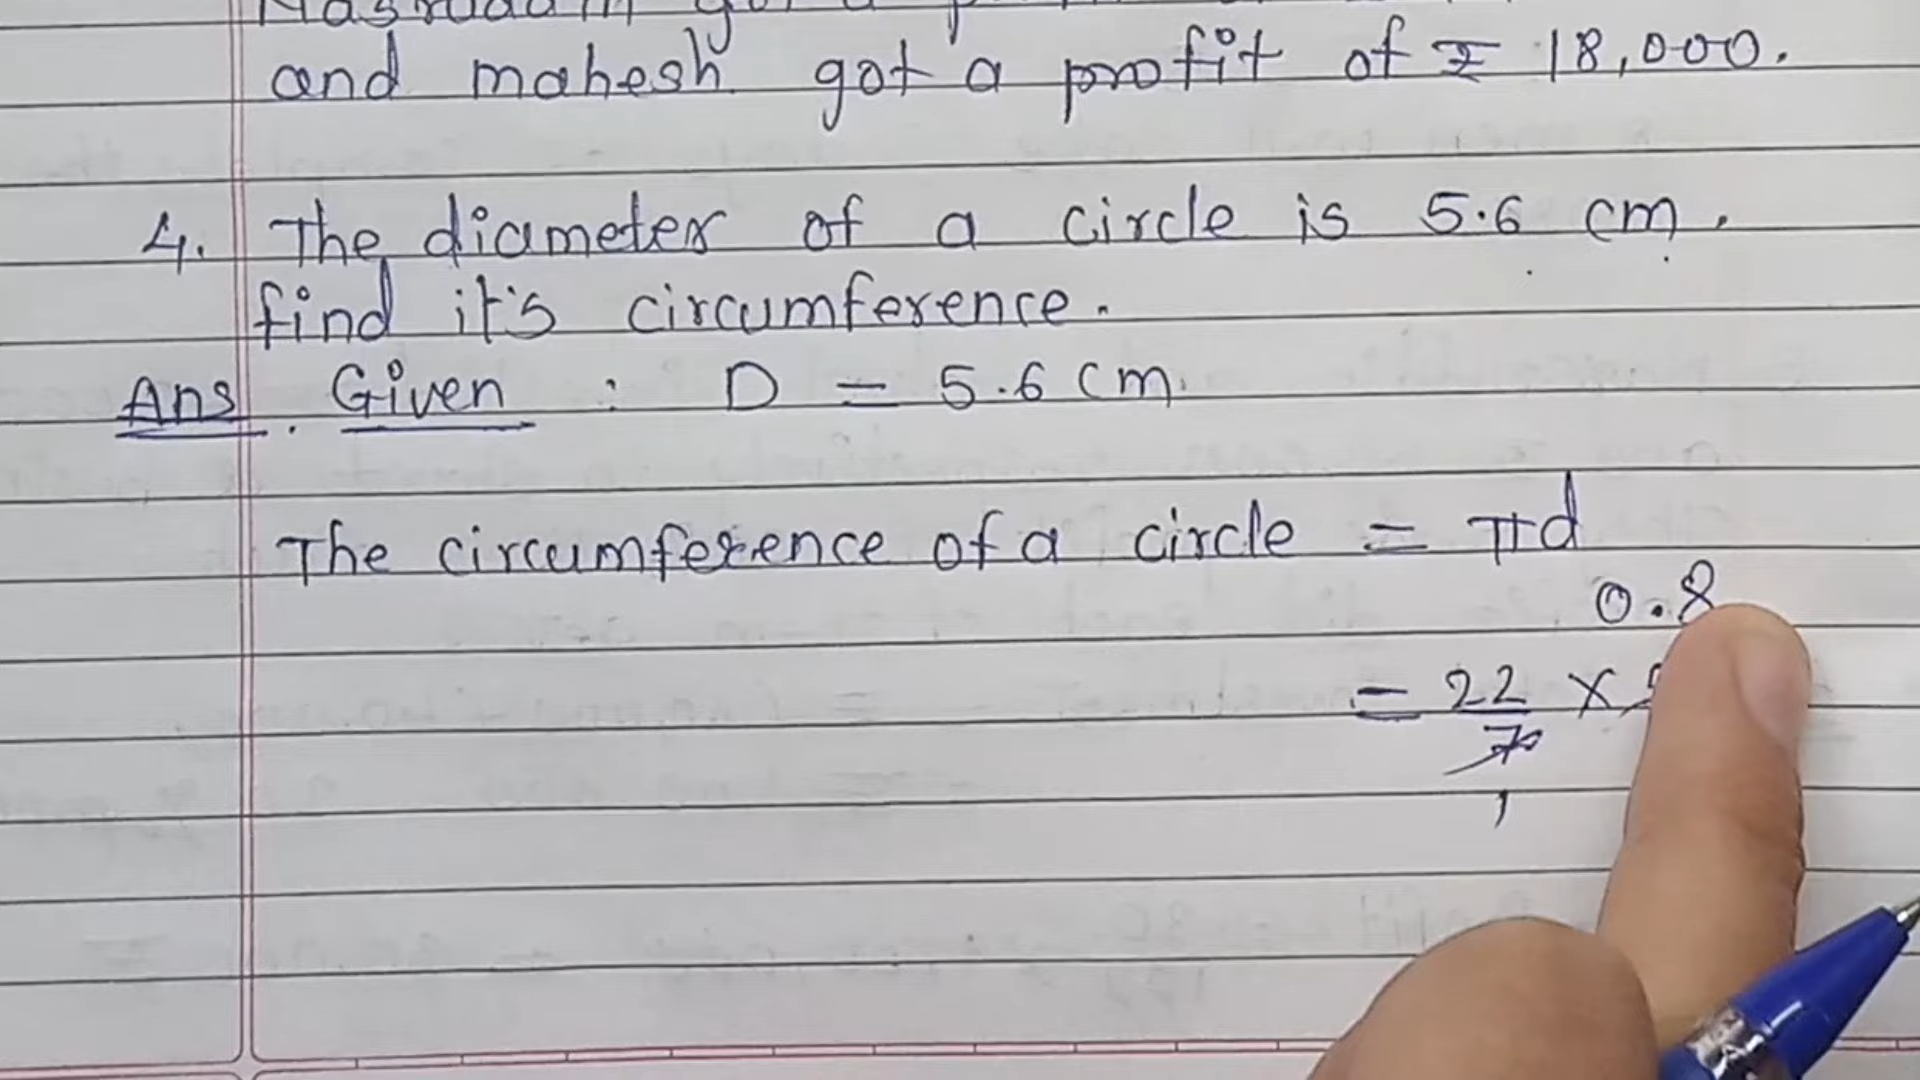 and mahesh got a profit of ₹ 18,000.
4. The diameter of a circle is 5.6 cm.
find it's circumference.
Ans. Given : D = 5.6 cm.
The circumference of a circle = πd
0.8
= 22 ×
7
1